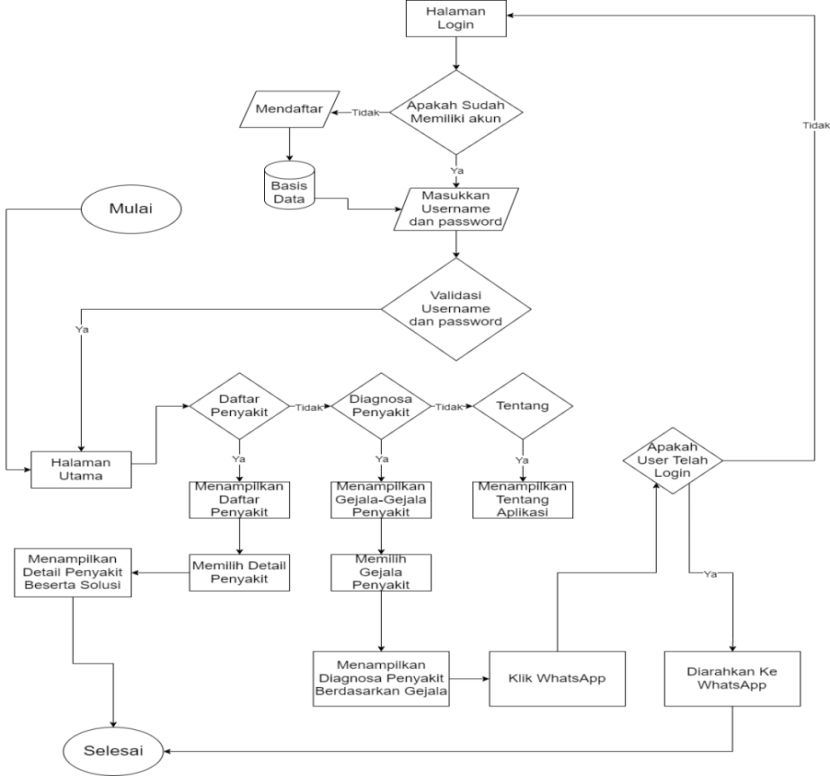 Halaman
Login
Apakah Sudah
Memiliki akun
Tidak
Mendaftar
Tidak
Ya
Basis
Data
Masukkan
Username
dan password
Mulai
Validasi
Username
dan password
Ya
Daftar
Penyakit
Tidak
Diagnosa
Penyakit
Tidak
Tentang
Halaman
Utama
Ya
Ya
Ya
Apakah
User Telah
Login
Menampilkan
Daftar
Penyakit
Menampilkan
Gejala-Gejala
Penyakit
Menampilkan
Tentang
Aplikasi
Menampilkan
Detail Penyakit
Beserta Solusi
Memilih Detail
Penyakit
Memilih
Gejala
Penyakit
Ya
Menampilkan
Diagnosa Penyakit
Berdasarkan Gejala
Klik WhatsApp
Diarahkan Ke
WhatsApp
Selesai